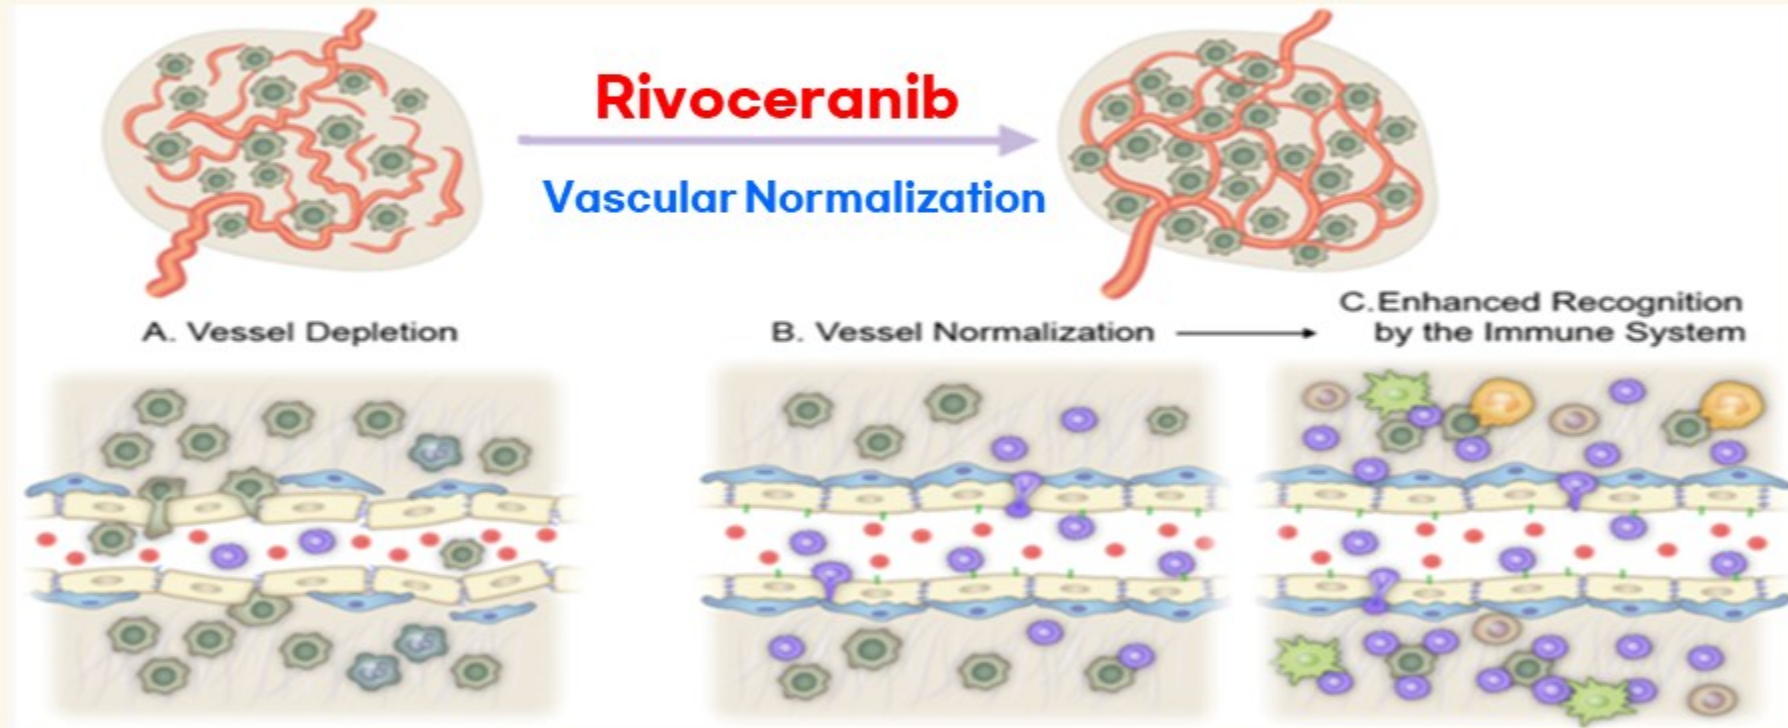 Rivoceranib
Vascular Normalization
A. Vessel Depletion
B. Vessel Normalization
C.Enhanced Recognition
by the Immune System